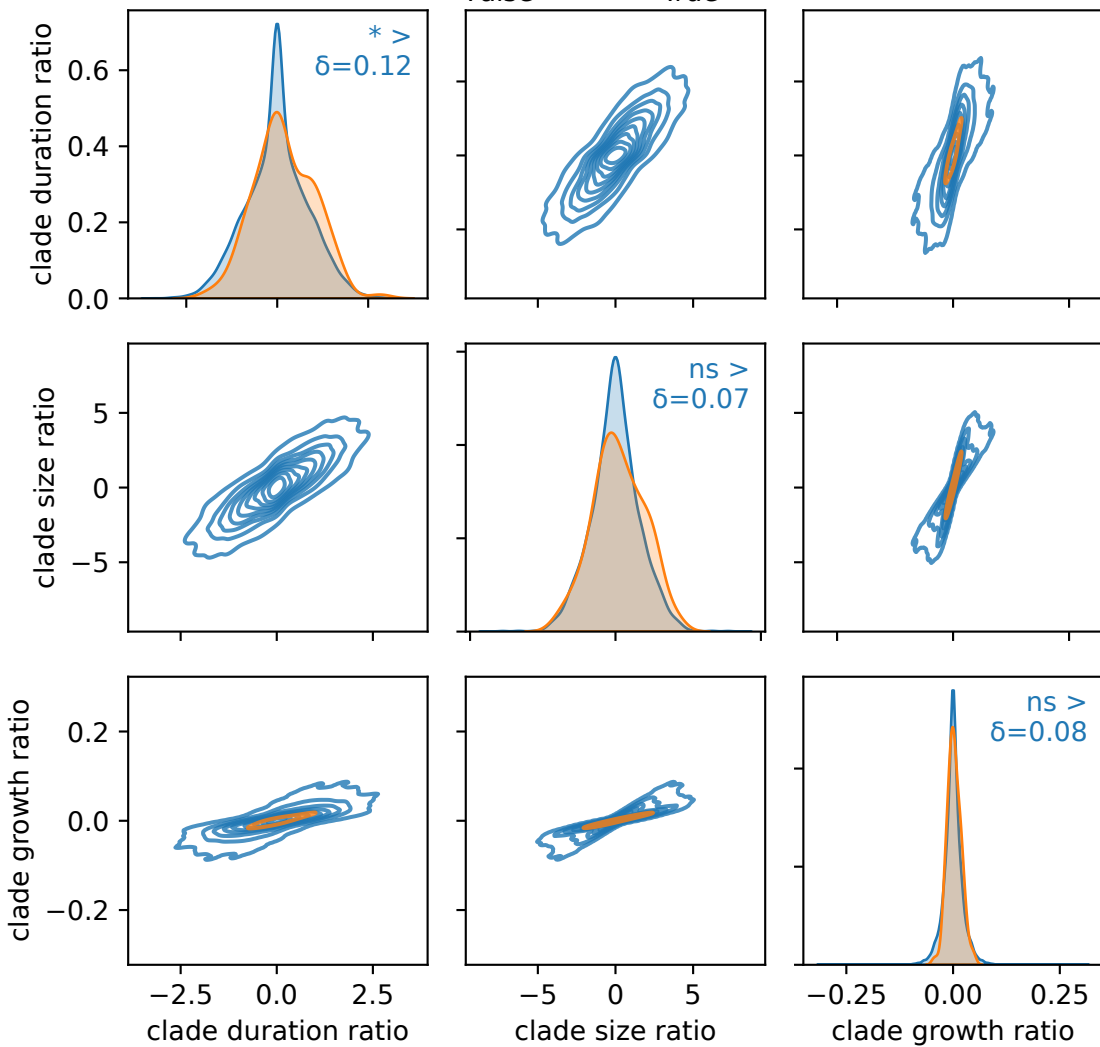 * >
δ=0.12
clade duration ratio
0.6
0.4
0.2
0.0
ns >
δ=0.07
clade size ratio
5
0
−5
ns >
δ=0.08
clade growth ratio
0.2
0.0
−0.2
−2.5 0.0 2.5 −5 0 5 −0.25 0.00 0.25
clade duration ratio clade size ratio clade growth ratio